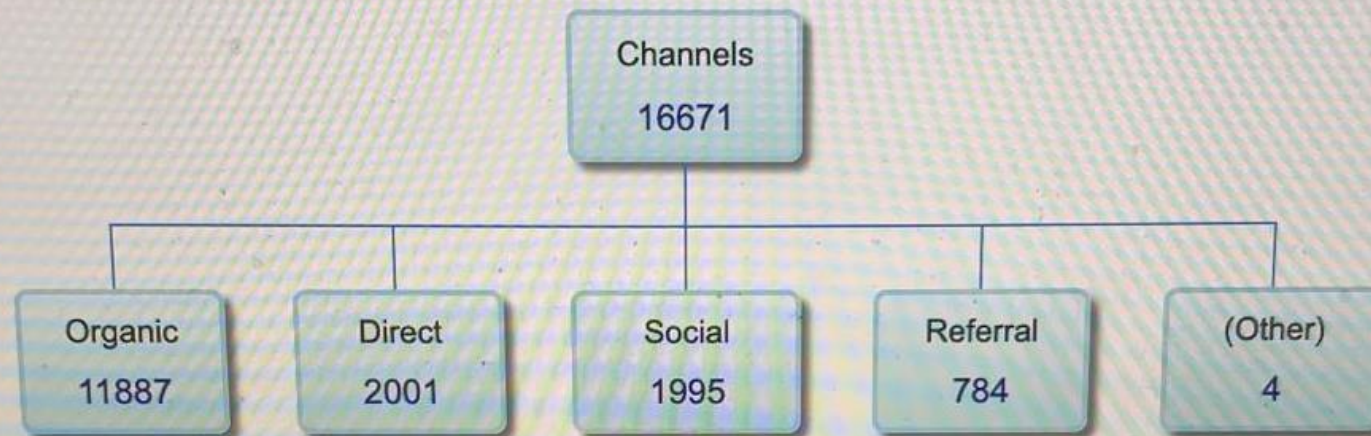 Channels
16671
Organic
11887
Direct
2001
Social
1995
Referral
784
(Other)
4